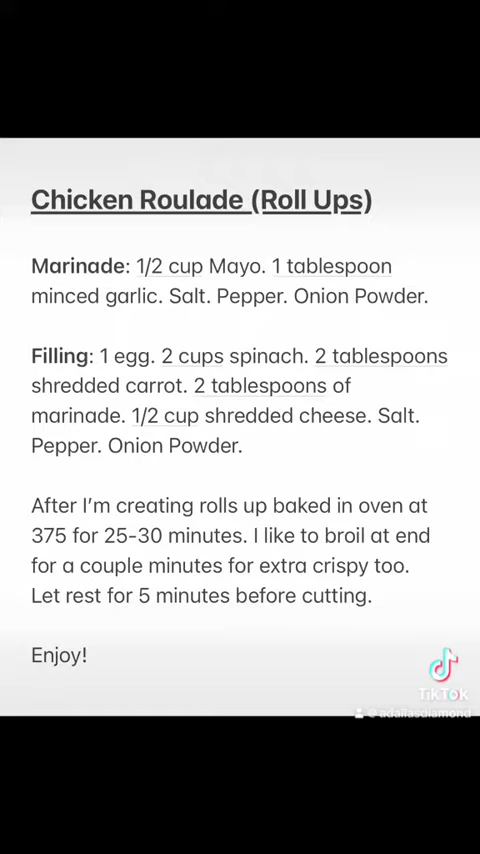 Chicken Roulade (Roll Ups)
Marinade: 1/2 cup Mayo. 1 tablespoon
minced garlic. Salt. Pepper. Onion Powder.
Filling: 1 egg. 2 cups spinach. 2 tablespoons
shredded carrot. 2 tablespoons of
marinade. 1/2 cup shredded cheese. Salt.
Pepper. Onion Powder.
After I'm creating rolls up baked in oven at
375 for 25-30 minutes. I like to broil at end
for a couple minutes for extra crispy too.
Let rest for 5 minutes before cutting.
Enjoy!
TikTok
@adailasdiamond